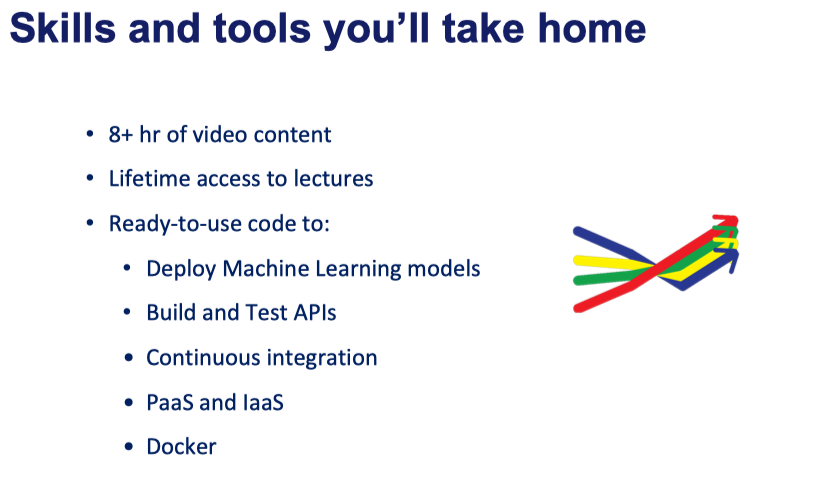 Skills and tools you’ll take home
• 8+ hr of video content
• Lifetime access to lectures
• Ready-to-use code to:
• Deploy Machine Learning models
• Build and Test APIs
• Continuous integration
• PaaS and IaaS
• Docker